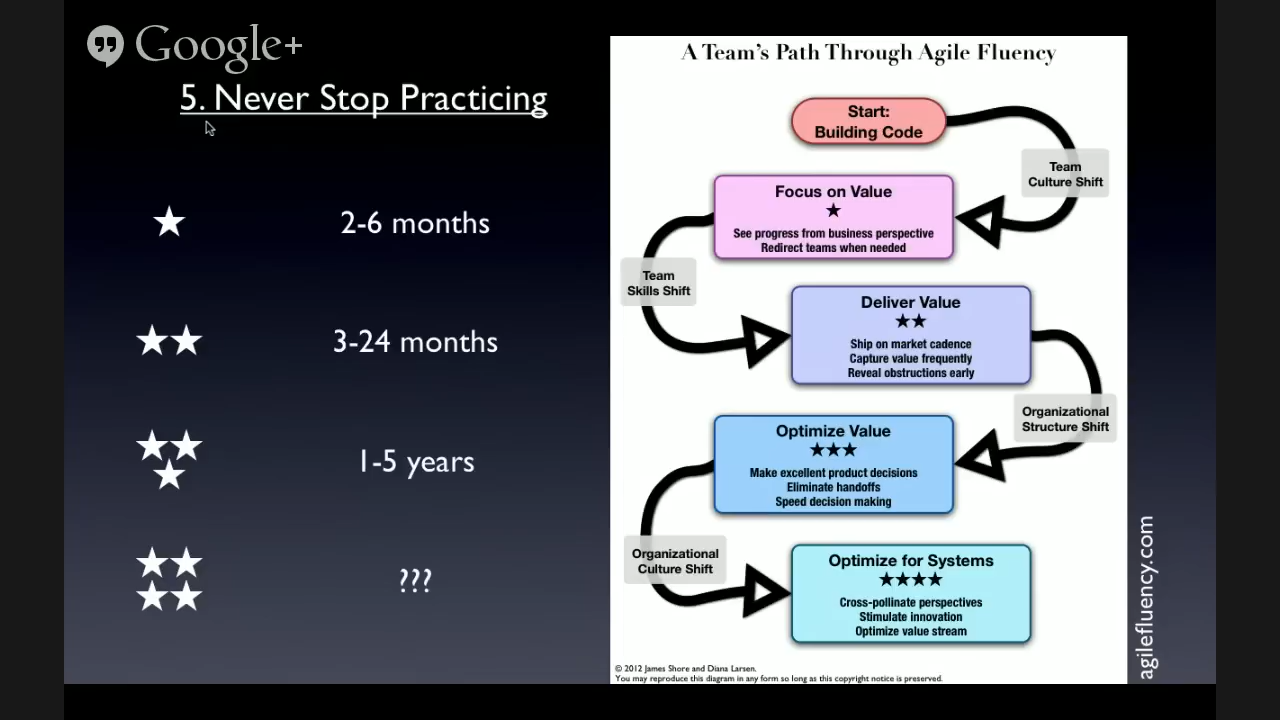 Google+
5. Never Stop Practicing
★ 2-6 months
★★ 3-24 months
★★★ 1-5 years
★★★★ ???
A Team's Path Through Agile Fluency
Start:
Building Code
Team
Culture Shift
Focus on Value
★
See progress from business perspective
Redirect teams when needed
Team
Skills Shift
Deliver Value
★★
Ship on market cadence
Capture value frequently
Reveal obstructions early
Organizational
Structure Shift
Optimize Value
★★★
Make excellent product decisions
Eliminate handoffs
Speed decision making
Organizational
Culture Shift
Optimize for Systems
★★★★
Cross-pollinate perspectives
Stimulate innovation
Optimize value stream
© 2012 James Shore and Diana Larsen.
You may reproduce this diagram in any form so long as this copyright notice is preserved.
agilefluency.com